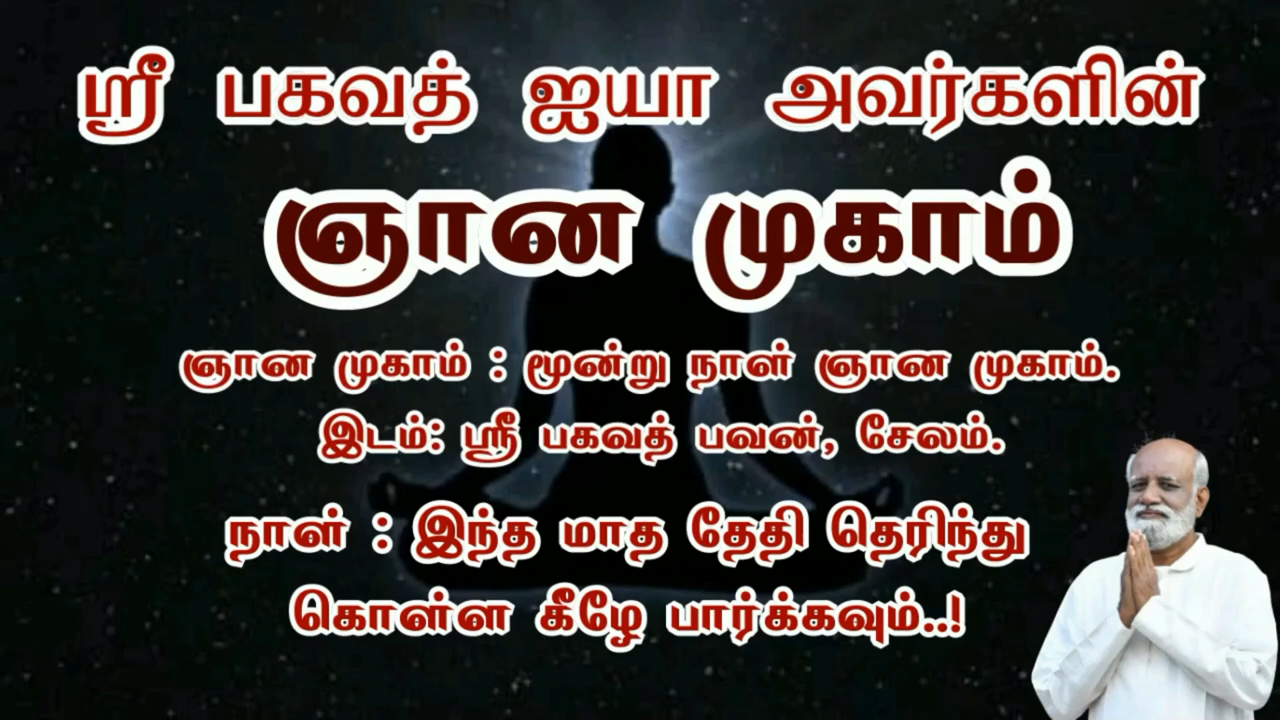 ஸ்ரீ பகவத் ஐயா அவர்களின்
ஞான முகாம்
ஞான முகாம் : மூன்று நாள் ஞான முகாம்.
இடம்: ஸ்ரீ பகவத் பவன், சேலம்.
நாள் : இந்த மாத தேதி தெரிந்து
கொள்ள கீழே பார்க்கவும்..!